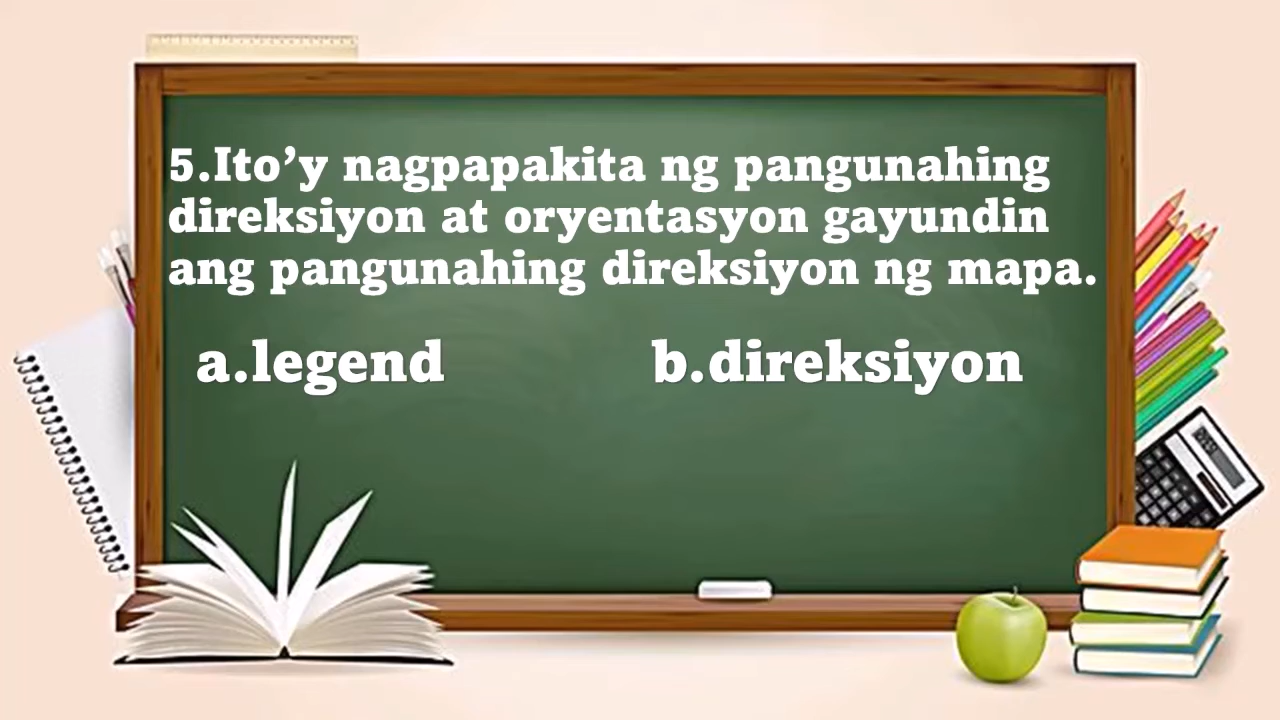 5.Ito’y nagpapakita ng pangunahing
direksiyon at oryentasyon gayundin
ang pangunahing direksiyon ng mapa.
a.legend b.direksiyon